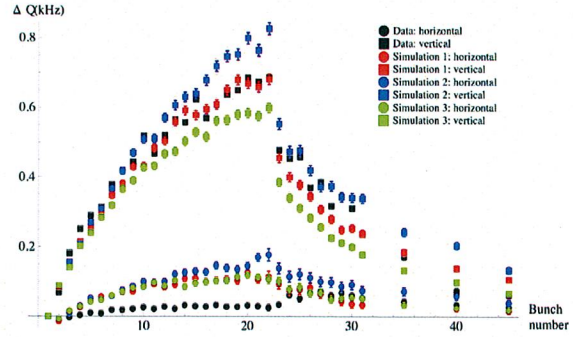 Δ Q(kHz)
0.8
0.6
0.4
0.2
10
20
30
40
Bunch
number
Data: horizontal
Data: vertical
Simulation 1: horizontal
Simulation 1: vertical
Simulation 2: horizontal
Simulation 2: vertical
Simulation 3: horizontal
Simulation 3: vertical